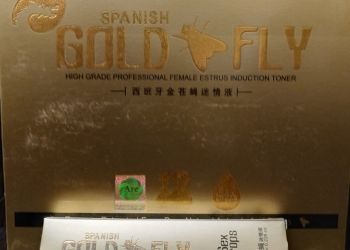 SPANISH
GOLD FLY
HIGH GRADE PROFESSIONAL FEMALE ESTRUS INDUCTION TONER
西班牙金苍蝇迷情液
SPANISH
GOLD FLY
Sex
Drops